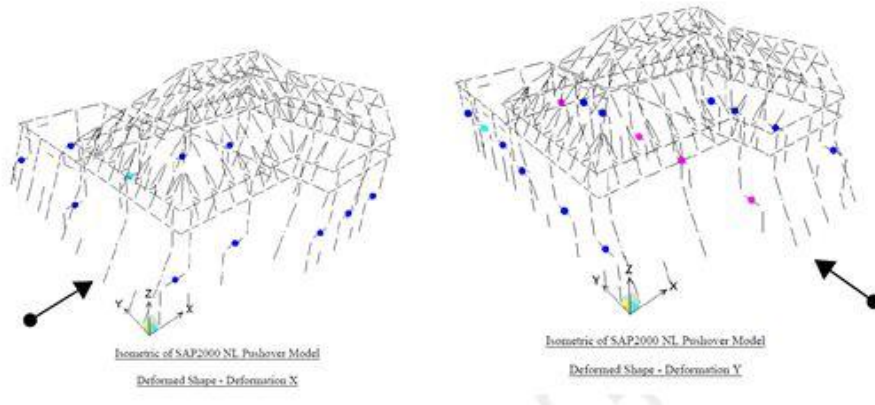 Z
Y
X
Isometric of SAP2000 NL Pushover Model
Deformed Shape - Deformation X
Z
Y
X
Isometric of SAP2000 NL Pushover Model
Deformed Shape - Deformation Y